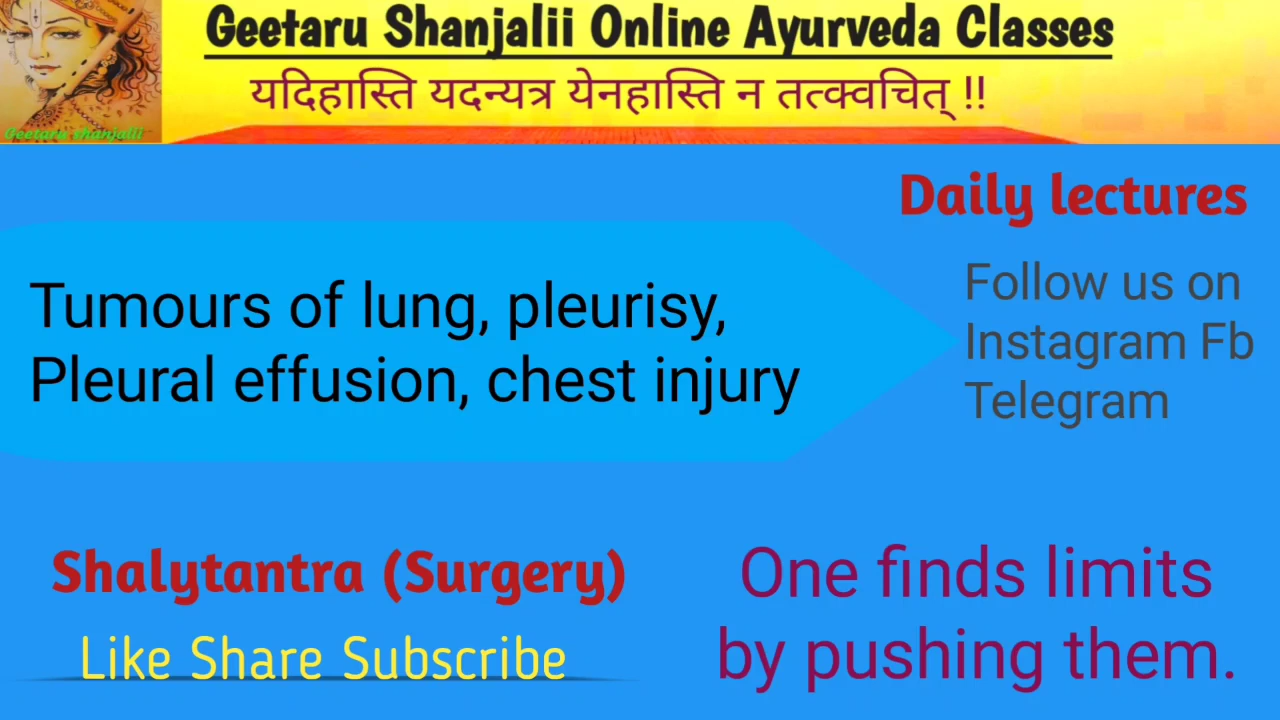 Geetaru Shanjalii Online Ayurveda Classes
यदिहास्ति यदन्यत्र येनहास्ति न तत्क्वचित् !!
Geetaru shanjalii
Daily lectures
Follow us on
Instagram Fb
Telegram
Tumours of lung, pleurisy,
Pleural effusion, chest injury
Shalytantra (Surgery)
Like Share Subscribe
One finds limits
by pushing them.